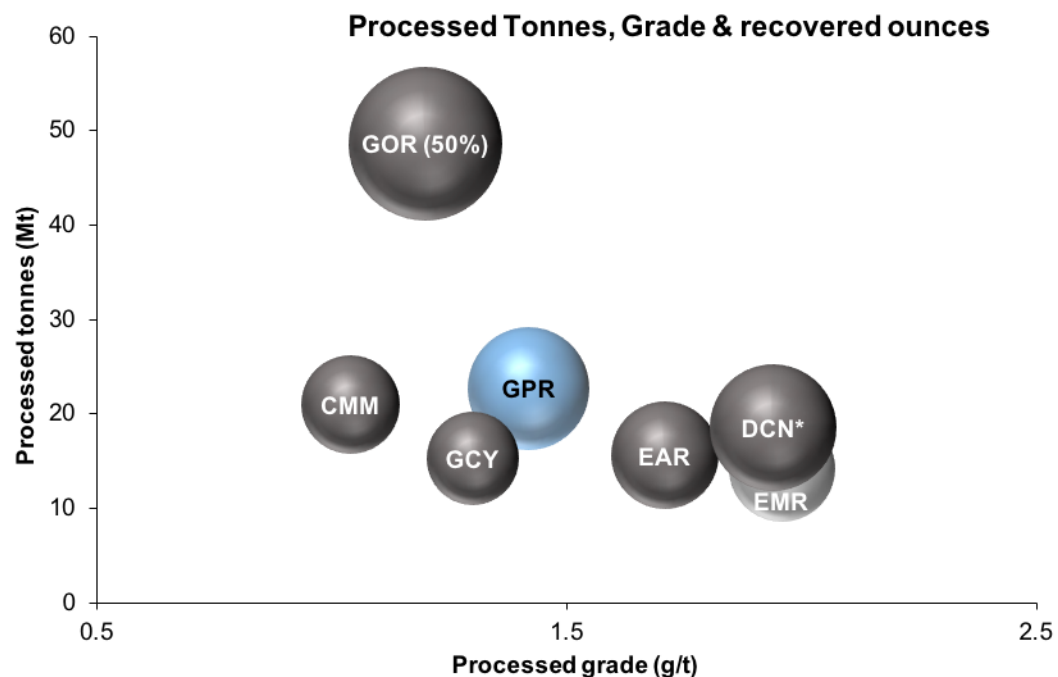 Processed Tonnes, Grade & recovered ounces
Processed tonnes (Mt)
60
50
40
30
20
10
0
GOR (50%)
GPR
CMM
GCY
EAR
DCN*
EMR
0.5
1.5
2.5
Processed grade (g/t)